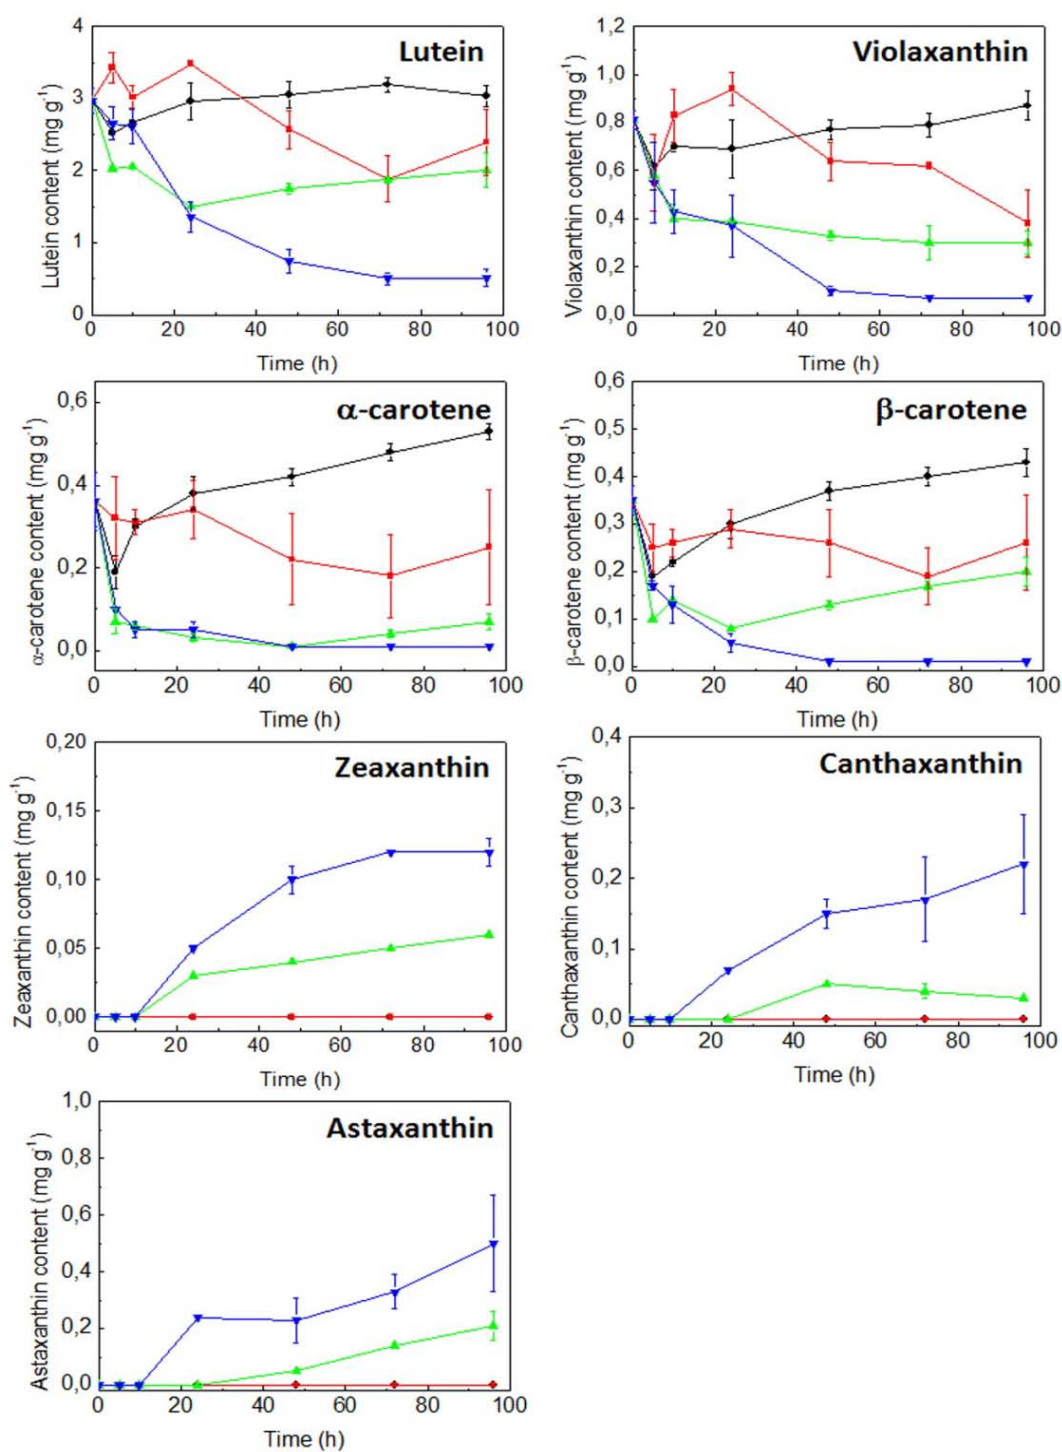 Lutein
Lutein content (mg g-1)
4
3
2
1
0
0 20 40 60 80 100
Time (h)
Violaxanthin
Violaxanthin content (mg g-1)
1,2
1,0
0,8
0,6
0,4
0,2
0,0
0 20 40 60 80 100
Time (h)
α-carotene
α-carotene content (mg g-1)
0,6
0,4
0,2
0,0
0 20 40 60 80 100
Time (h)
β-carotene
β-carotene content (mg g-1)
0,6
0,5
0,4
0,3
0,2
0,1
0,0
0 20 40 60 80 100
Time (h)
Zeaxanthin
Zeaxanthin content (mg g-1)
0,20
0,15
0,10
0,05
0,00
0 20 40 60 80 100
Time (h)
Canthaxanthin
Canthaxanthin content (mg g-1)
0,4
0,3
0,2
0,1
0,0
0 20 40 60 80 100
Time (h)
Astaxanthin
Astaxanthin content (mg g-1)
1,0
0,8
0,6
0,4
0,2
0,0
0 20 40 60 80 100
Time (h)